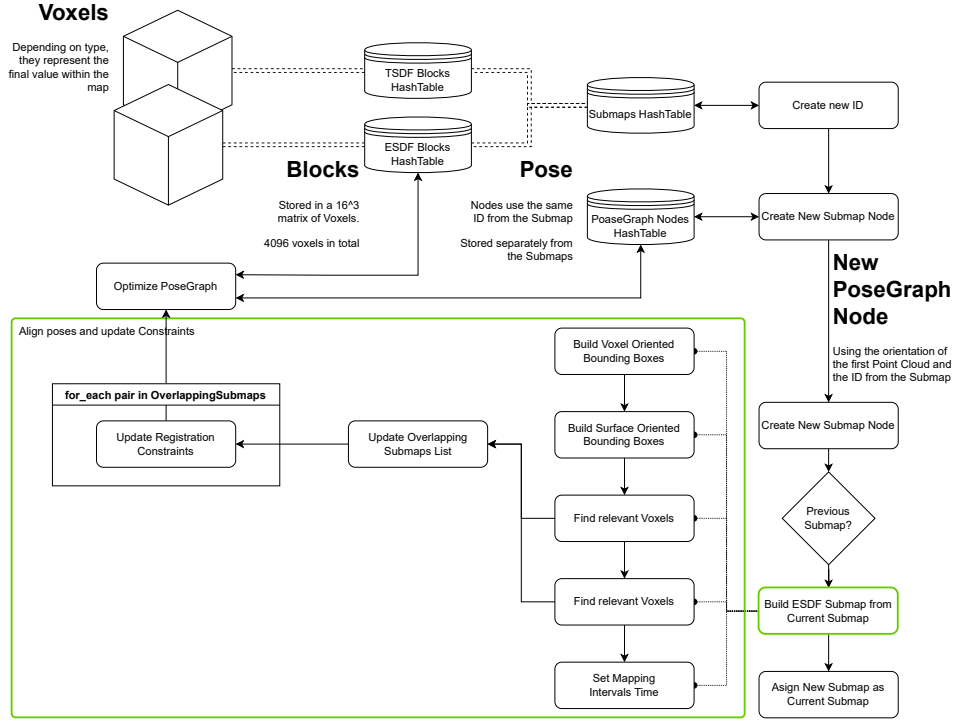 Voxels
Depending on type,
they represent the
final value within the
map
TSDF Blocks
HashTable
Submaps HashTable
Create new ID
ESDF Blocks
HashTable
Blocks
Stored in a 16^3
matrix of Voxels.
4096 voxels in total
Pose
Nodes use the same
ID from the Submap
Stored separately from
the Submaps
PoaseGraph Nodes
HashTable
Create New Submap Node
Optimize PoseGraph
New
PoseGraph
Node
Using the orientation of
the first Point Cloud and
the ID from the Submap
Align poses and update Constraints
Build Voxel Oriented
Bounding Boxes
for_each pair in OverlappingSubmaps
Update Registration
Constraints
Update Overlapping
Submaps List
Build Surface Oriented
Bounding Boxes
Create New Submap Node
Find relevant Voxels
Previous
Submap?
Find relevant Voxels
Build ESDF Submap from
Current Submap
Set Mapping
Intervals Time
Asign New Submap as
Current Submap